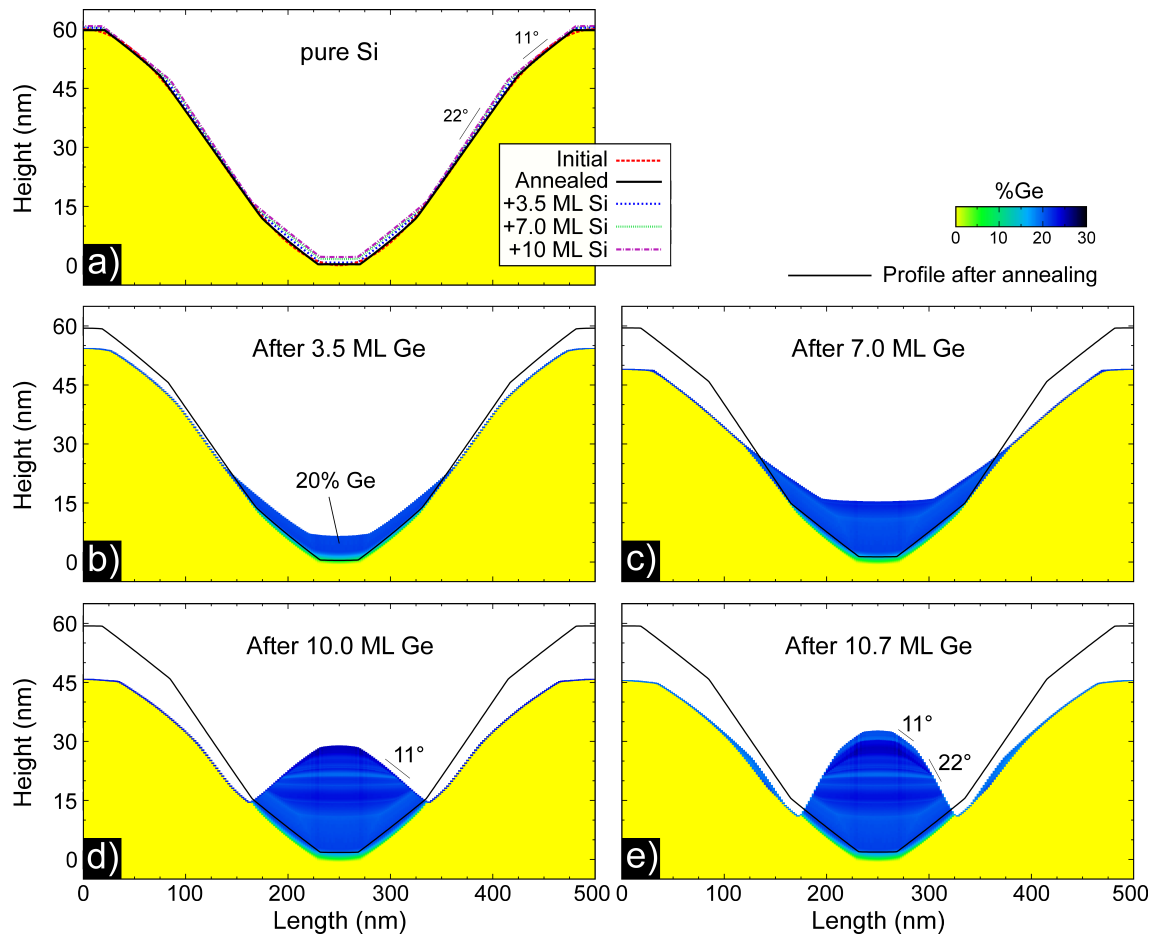 60
45
30
15
0
Height (nm)
pure Si
11°
22°
a)
Initial
Annealed
+3.5 ML Si
+7.0 ML Si
+10 ML Si
%Ge
0 10 20 30
Profile after annealing
60
45
30
15
0
Height (nm)
After 3.5 ML Ge
20% Ge
b)
After 7.0 ML Ge
c)
60
45
30
15
0
Height (nm)
After 10.0 ML Ge
11°
d)
0 100 200 300 400 500
Length (nm)
After 10.7 ML Ge
11°
22°
e)
0 100 200 300 400 500
Length (nm)